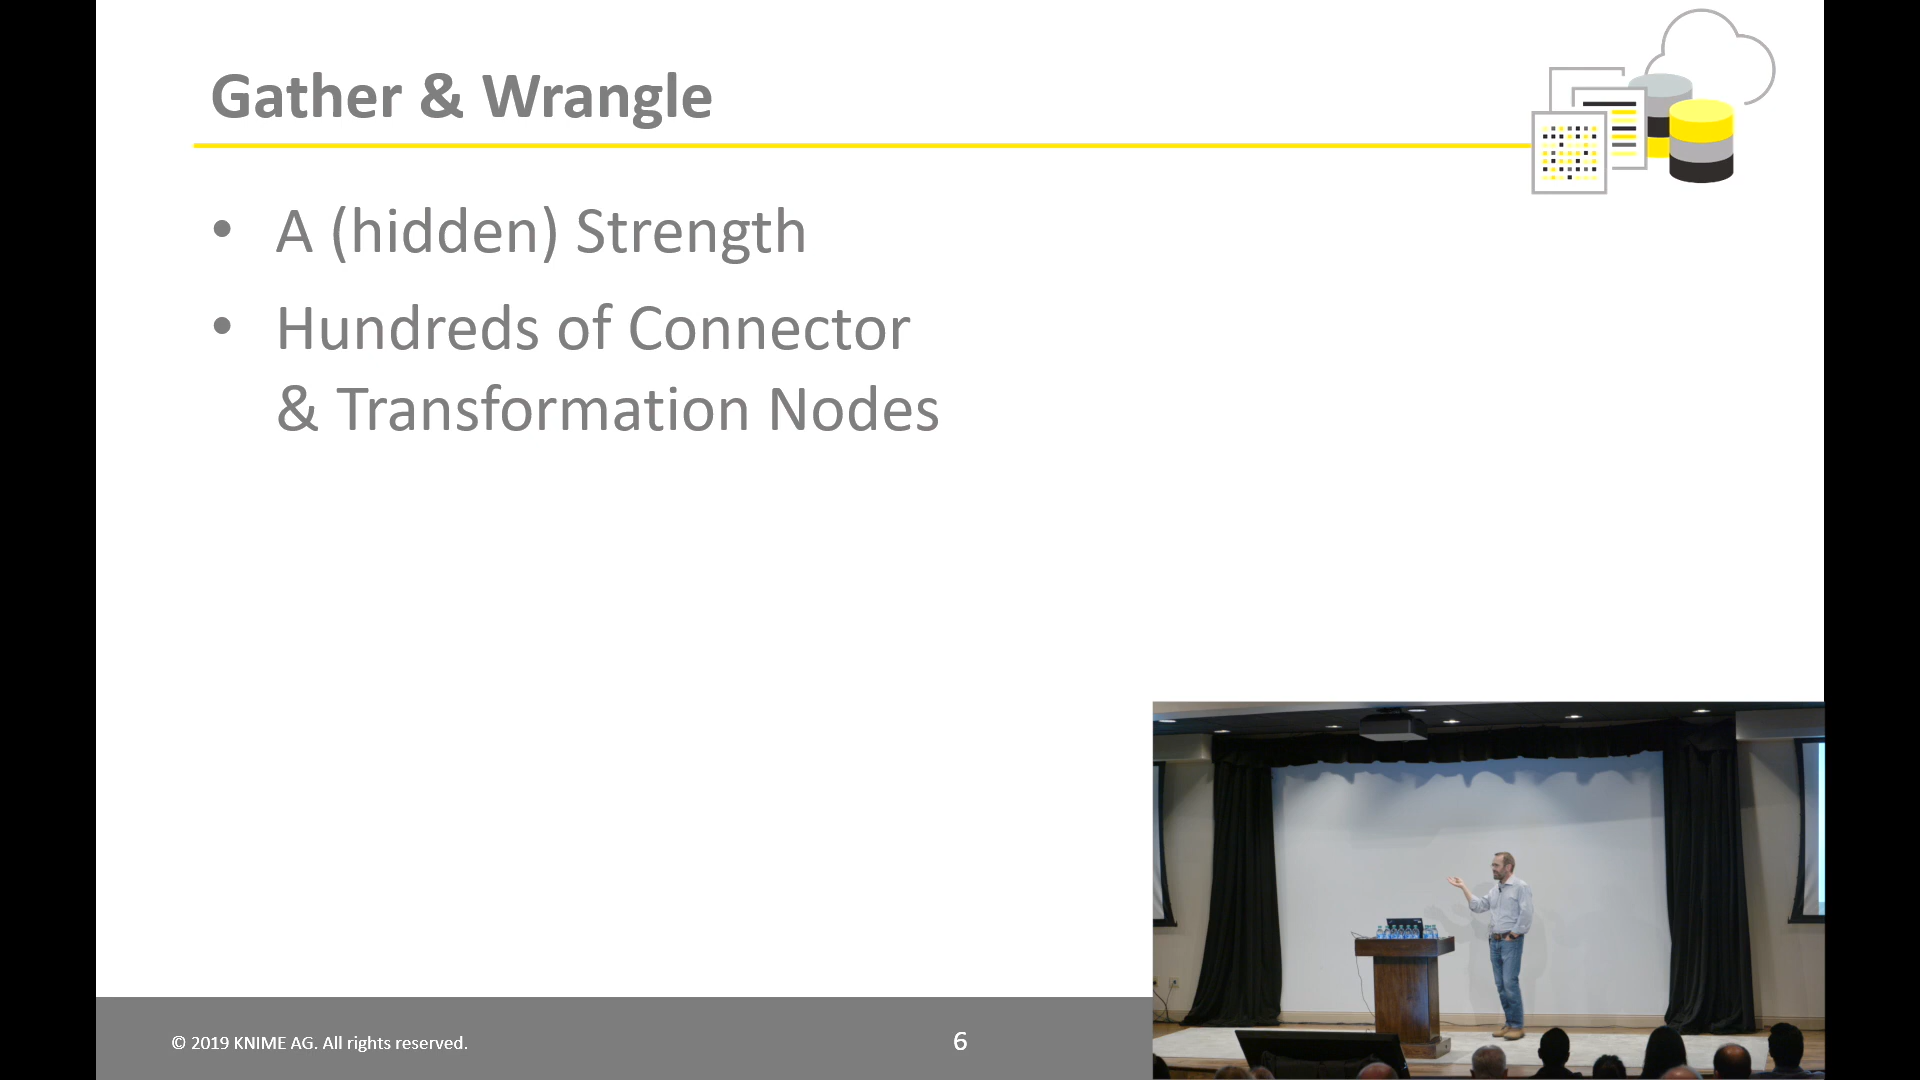 Gather & Wrangle
• A (hidden) Strength
• Hundreds of Connector
& Transformation Nodes
© 2019 KNIME AG. All rights reserved.
6